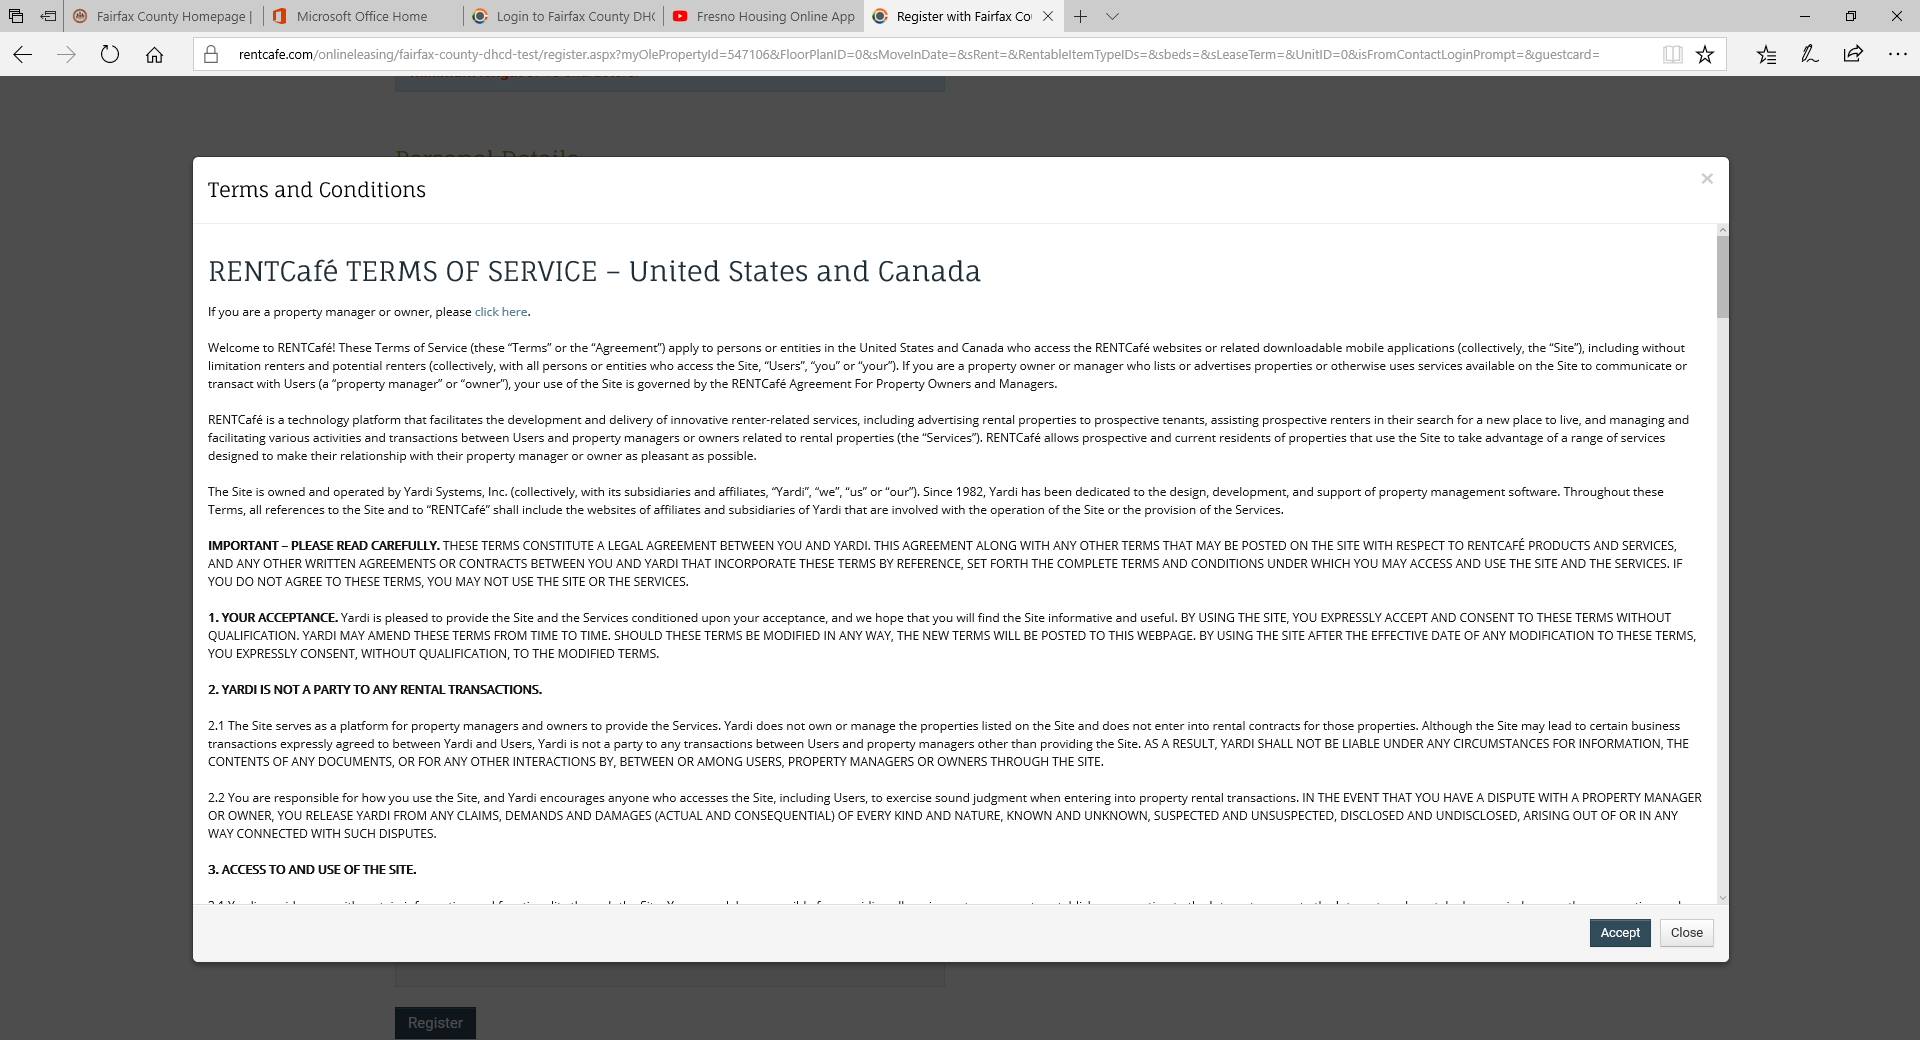 Fairfax County Homepage |
Microsoft Office Home
Login to Fairfax County DHC
Fresno Housing Online App
Register with Fairfax Co
rentcafe.com/onlineleasing/fairfax-county-dhcd-test/register.aspx?myOlePropertyId=547106&FloorPlanID=0&sMoveInDate=&sRent=&RentableItemTypeIDs=&sbeds=&sLeaseTerm=&UnitID=0&isFromContactLoginPrompt=&guestcard=
Personal Details
Terms and Conditions
RENTCafé TERMS OF SERVICE – United States and Canada
If you are a property manager or owner, please click here.
Welcome to RENTCafé! These Terms of Service (these “Terms” or the “Agreement”) apply to persons or entities in the United States and Canada who access the RENTCafé websites or related downloadable mobile applications (collectively, the “Site”), including without
limitation renters and potential renters (collectively, with all persons or entities who access the Site, “Users”, “you” or “your”). If you are a property owner or manager who lists or advertises properties or otherwise uses services available on the Site to communicate or
transact with Users (a “property manager” or “owner”), your use of the Site is governed by the RENTCafé Agreement For Property Owners and Managers.
RENTCafé is a technology platform that facilitates the development and delivery of innovative renter-related services, including advertising rental properties to prospective tenants, assisting prospective renters in their search for a new place to live, and managing and
facilitating various activities and transactions between Users and property managers or owners related to rental properties (the “Services”). RENTCafé allows prospective and current residents of properties that use the Site to take advantage of a range of services
designed to make their relationship with their property manager or owner as pleasant as possible.
The Site is owned and operated by Yardi Systems, Inc. (collectively, with its subsidiaries and affiliates, “Yardi”, “we”, “us” or “our”). Since 1982, Yardi has been dedicated to the design, development, and support of property management software. Throughout these
Terms, all references to the Site and to “RENTCafé” shall include the websites of affiliates and subsidiaries of Yardi that are involved with the operation of the Site or the provision of the Services.
IMPORTANT – PLEASE READ CAREFULLY. THESE TERMS CONSTITUTE A LEGAL AGREEMENT BETWEEN YOU AND YARDI. THIS AGREEMENT ALONG WITH ANY OTHER TERMS THAT MAY BE POSTED ON THE SITE WITH RESPECT TO RENTCAFÉ PRODUCTS AND SERVICES,
AND ANY OTHER WRITTEN AGREEMENTS OR CONTRACTS BETWEEN YOU AND YARDI THAT INCORPORATE THESE TERMS BY REFERENCE, SET FORTH THE COMPLETE TERMS AND CONDITIONS UNDER WHICH YOU MAY ACCESS AND USE THE SITE AND THE SERVICES. IF
YOU DO NOT AGREE TO THESE TERMS, YOU MAY NOT USE THE SITE OR THE SERVICES.
1. YOUR ACCEPTANCE. Yardi is pleased to provide the Site and the Services conditioned upon your acceptance, and we hope that you will find the Site informative and useful. BY USING THE SITE, YOU EXPRESSLY ACCEPT AND CONSENT TO THESE TERMS WITHOUT
QUALIFICATION. YARDI MAY AMEND THESE TERMS FROM TIME TO TIME. SHOULD THESE TERMS BE MODIFIED IN ANY WAY, THE NEW TERMS WILL BE POSTED TO THIS WEBPAGE. BY USING THE SITE AFTER THE EFFECTIVE DATE OF ANY MODIFICATION TO THESE TERMS,
YOU EXPRESSLY CONSENT, WITHOUT QUALIFICATION, TO THE MODIFIED TERMS.
2. YARDI IS NOT A PARTY TO ANY RENTAL TRANSACTIONS.
2.1 The Site serves as a platform for property managers and owners to provide the Services. Yardi does not own or manage the properties listed on the Site and does not enter into rental contracts for those properties. Although the Site may lead to certain business
transactions expressly agreed to between Yardi and Users, Yardi is not a party to any transactions between Users and property managers other than providing the Site. AS A RESULT, YARDI SHALL NOT BE LIABLE UNDER ANY CIRCUMSTANCES FOR INFORMATION, THE
CONTENTS OF ANY DOCUMENTS, OR FOR ANY OTHER INTERACTIONS BY, BETWEEN OR AMONG USERS, PROPERTY MANAGERS OR OWNERS THROUGH THE SITE.
2.2 You are responsible for how you use the Site, and Yardi encourages anyone who accesses the Site, including Users, to exercise sound judgment when entering into property rental transactions. IN THE EVENT THAT YOU HAVE A DISPUTE WITH A PROPERTY MANAGER
OR OWNER, YOU RELEASE YARDI FROM ANY CLAIMS, DEMANDS AND DAMAGES (ACTUAL AND CONSEQUENTIAL) OF EVERY KIND AND NATURE, KNOWN AND UNKNOWN, SUSPECTED AND UNSUSPECTED, DISCLOSED AND UNDISCLOSED, ARISING OUT OF OR IN ANY
WAY CONNECTED WITH SUCH DISPUTES.
3. ACCESS TO AND USE OF THE SITE.
Accept
Close
Register